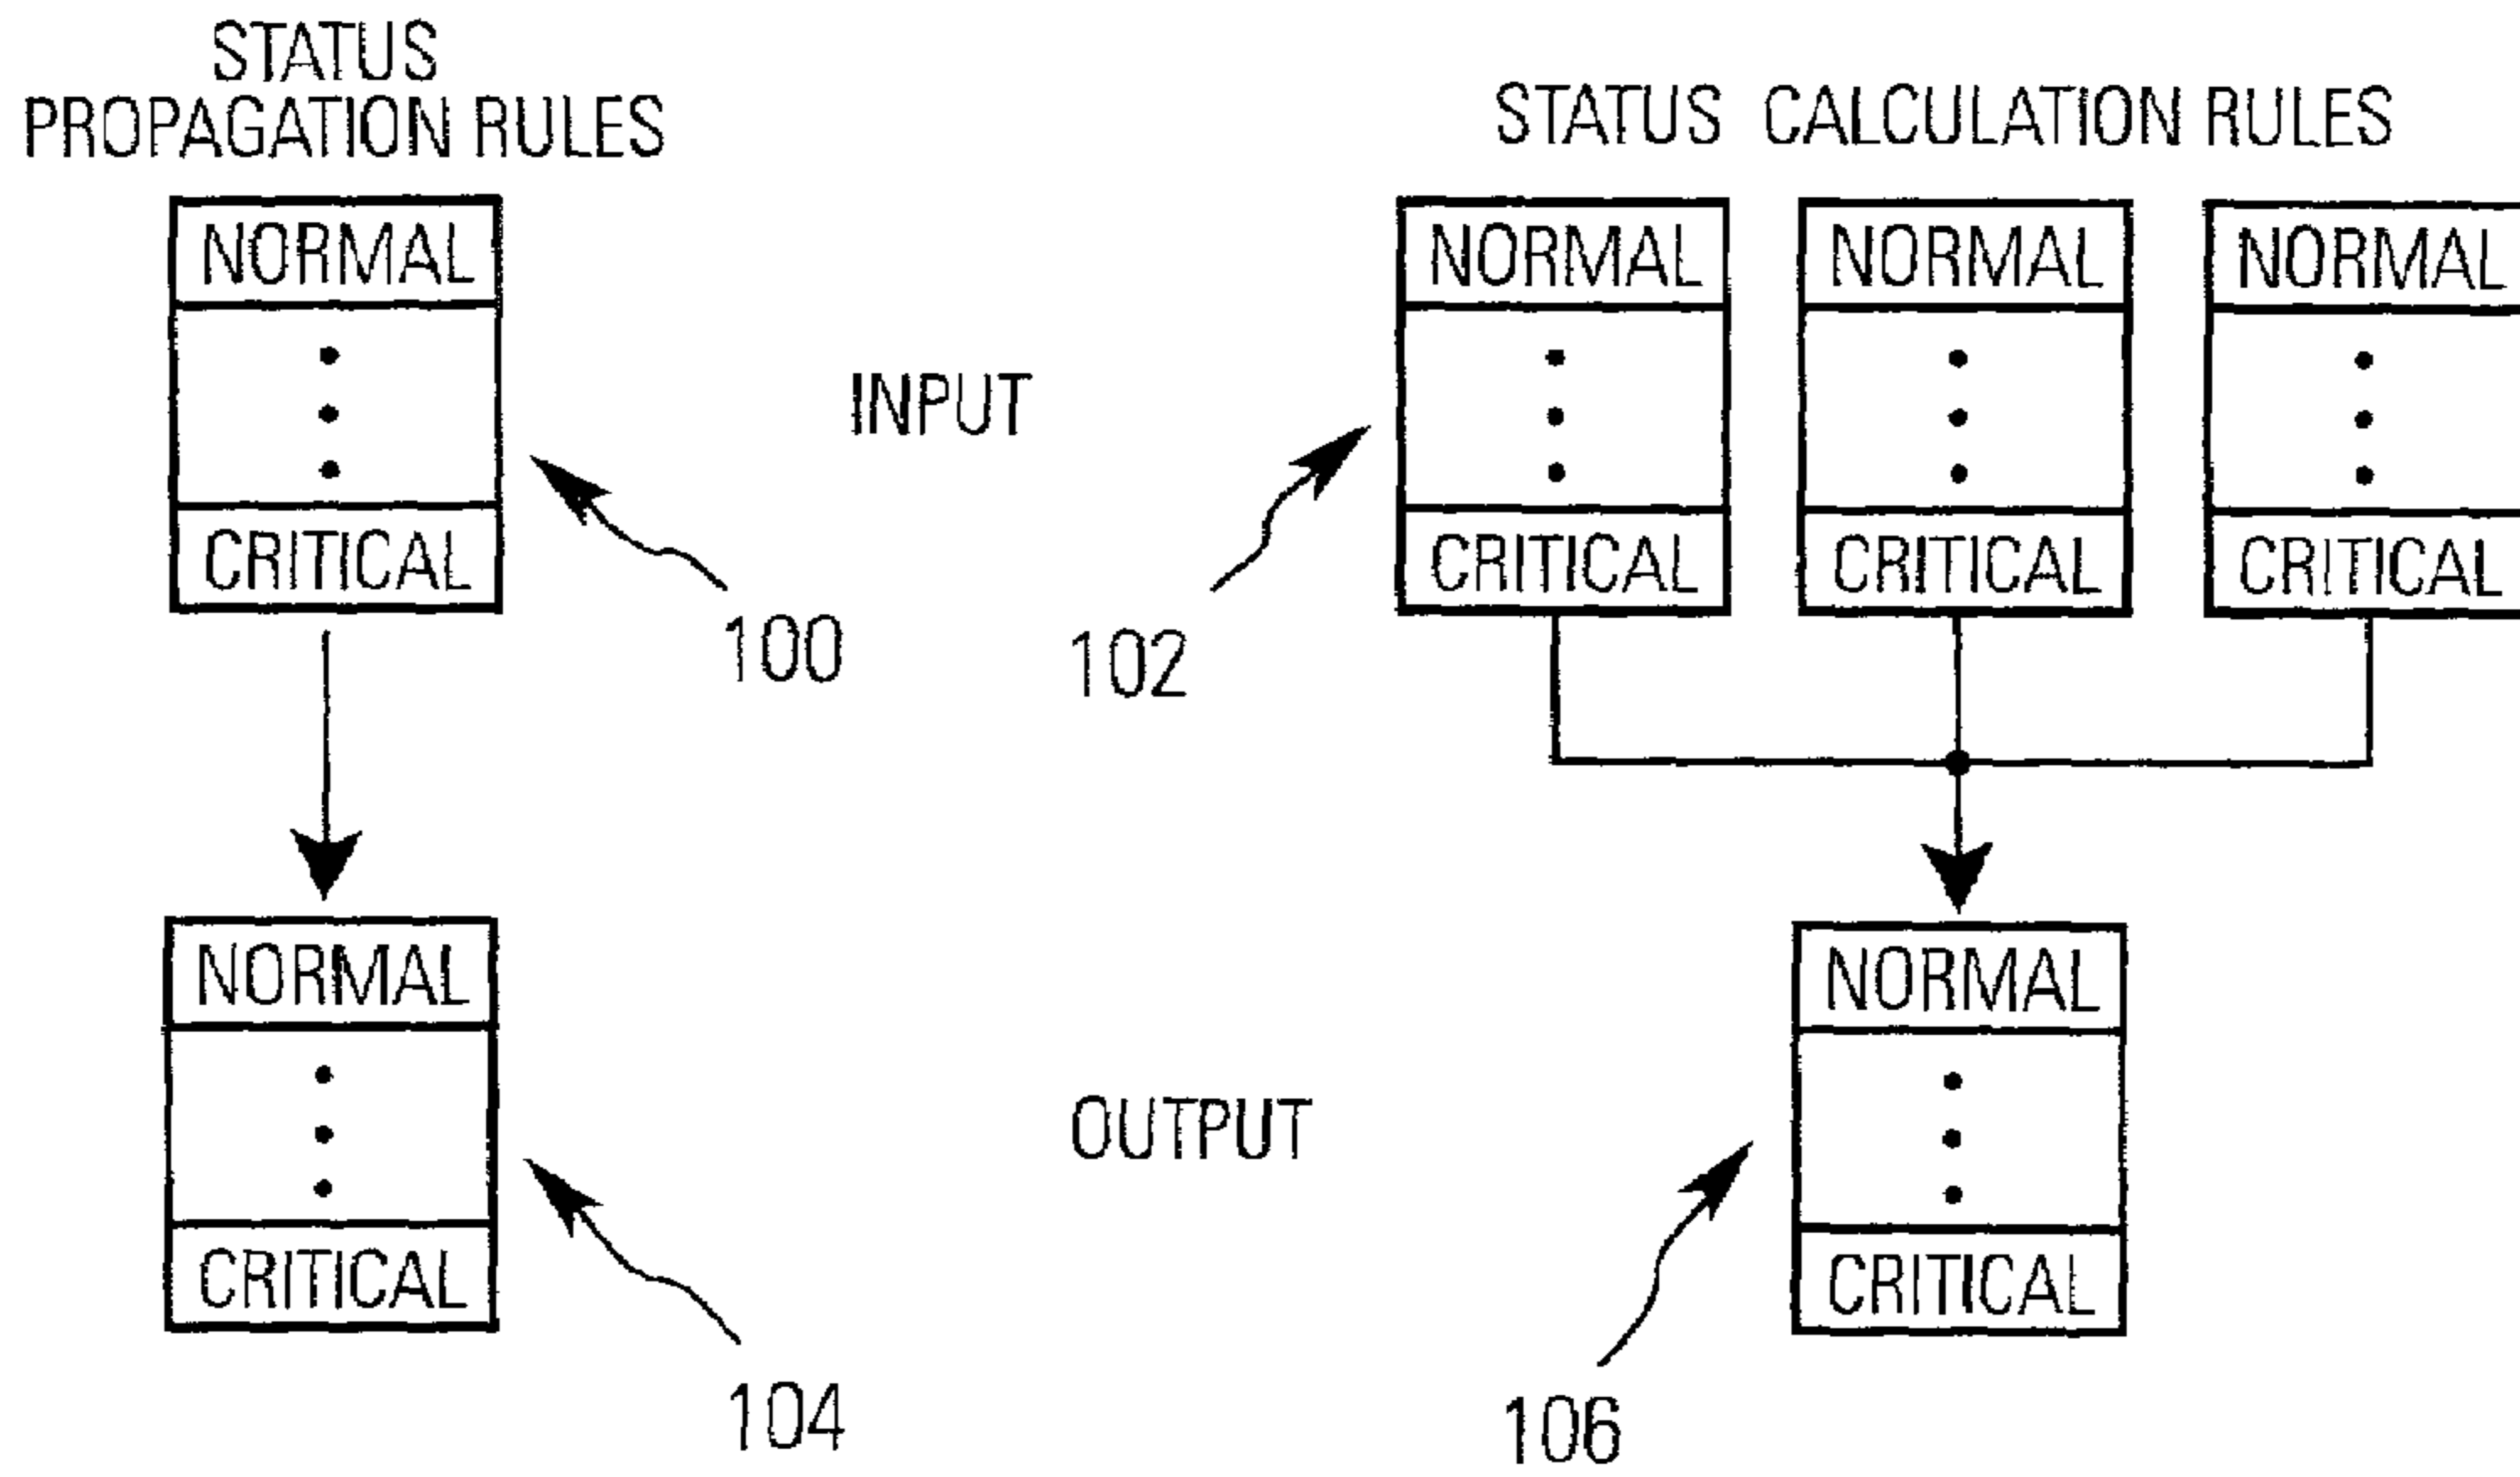 STATUS
PROPAGATION RULES
STATUS CALCULATION RULES
NORMAL
NORMAL
NORMAL
NORMAL
INPUT
CRITICAL
CRITICAL
CRITICAL
CRITICAL
100
102
NORMAL
NORMAL
OUTPUT
CRITICAL
CRITICAL
104
106